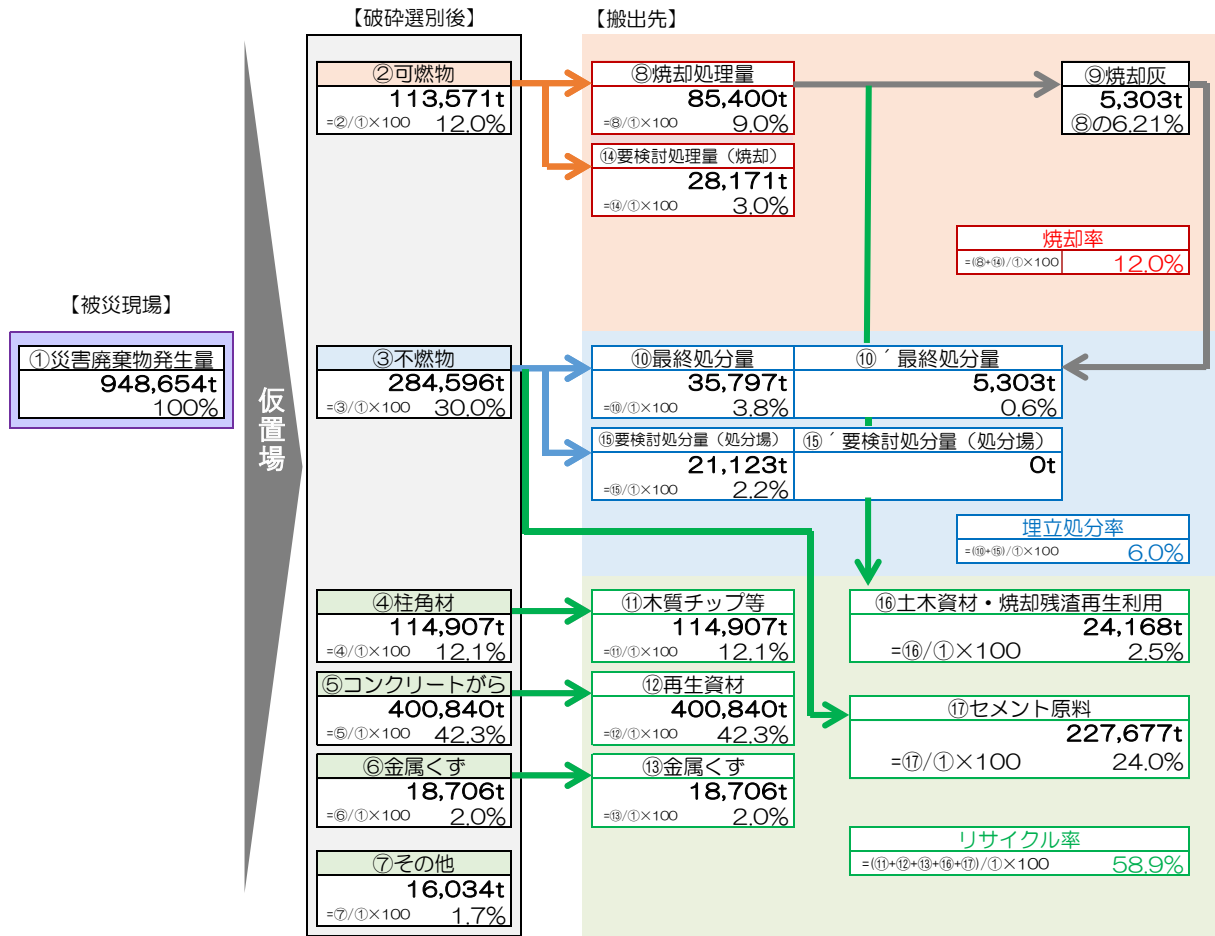 【破砕選別後】
【搬出先】
②可燃物
113,571t
=②/①×100 12.0%
⑧焼却処理量
85,400t
=⑧/①×100 9.0%
⑨焼却灰
5,303t
⑧の6.21%
⑭要検討処理量（焼却）
28,171t
=⑭/①×100 3.0%
焼却率
=(⑧+⑭)/①×100 12.0%
【被災現場】
①災害廃棄物発生量
948,654t
100%
仮置場
③不燃物
284,596t
=③/①×100 30.0%
⑩最終処分量
35,797t
=⑩/①×100 3.8%
⑩´最終処分量
5,303t
0.6%
⑮要検討処分量（処分場）
21,123t
=⑮/①×100 2.2%
⑮´要検討処分量（処分場）
0t
埋立処分率
=(⑩+⑮)/①×100 6.0%
④柱角材
114,907t
=④/①×100 12.1%
⑪木質チップ等
114,907t
=⑪/①×100 12.1%
⑯土木資材・焼却残渣再生利用
24,168t
=⑯/①×100 2.5%
⑤コンクリートがら
400,840t
=⑤/①×100 42.3%
⑫再生資材
400,840t
=⑫/①×100 42.3%
⑰セメント原料
227,677t
=⑰/①×100 24.0%
⑥金属くず
18,706t
=⑥/①×100 2.0%
⑬金属くず
18,706t
=⑬/①×100 2.0%
リサイクル率
=(⑪+⑫+⑬+⑯+⑰)/①×100 58.9%
⑦その他
16,034t
=⑦/①×100 1.7%